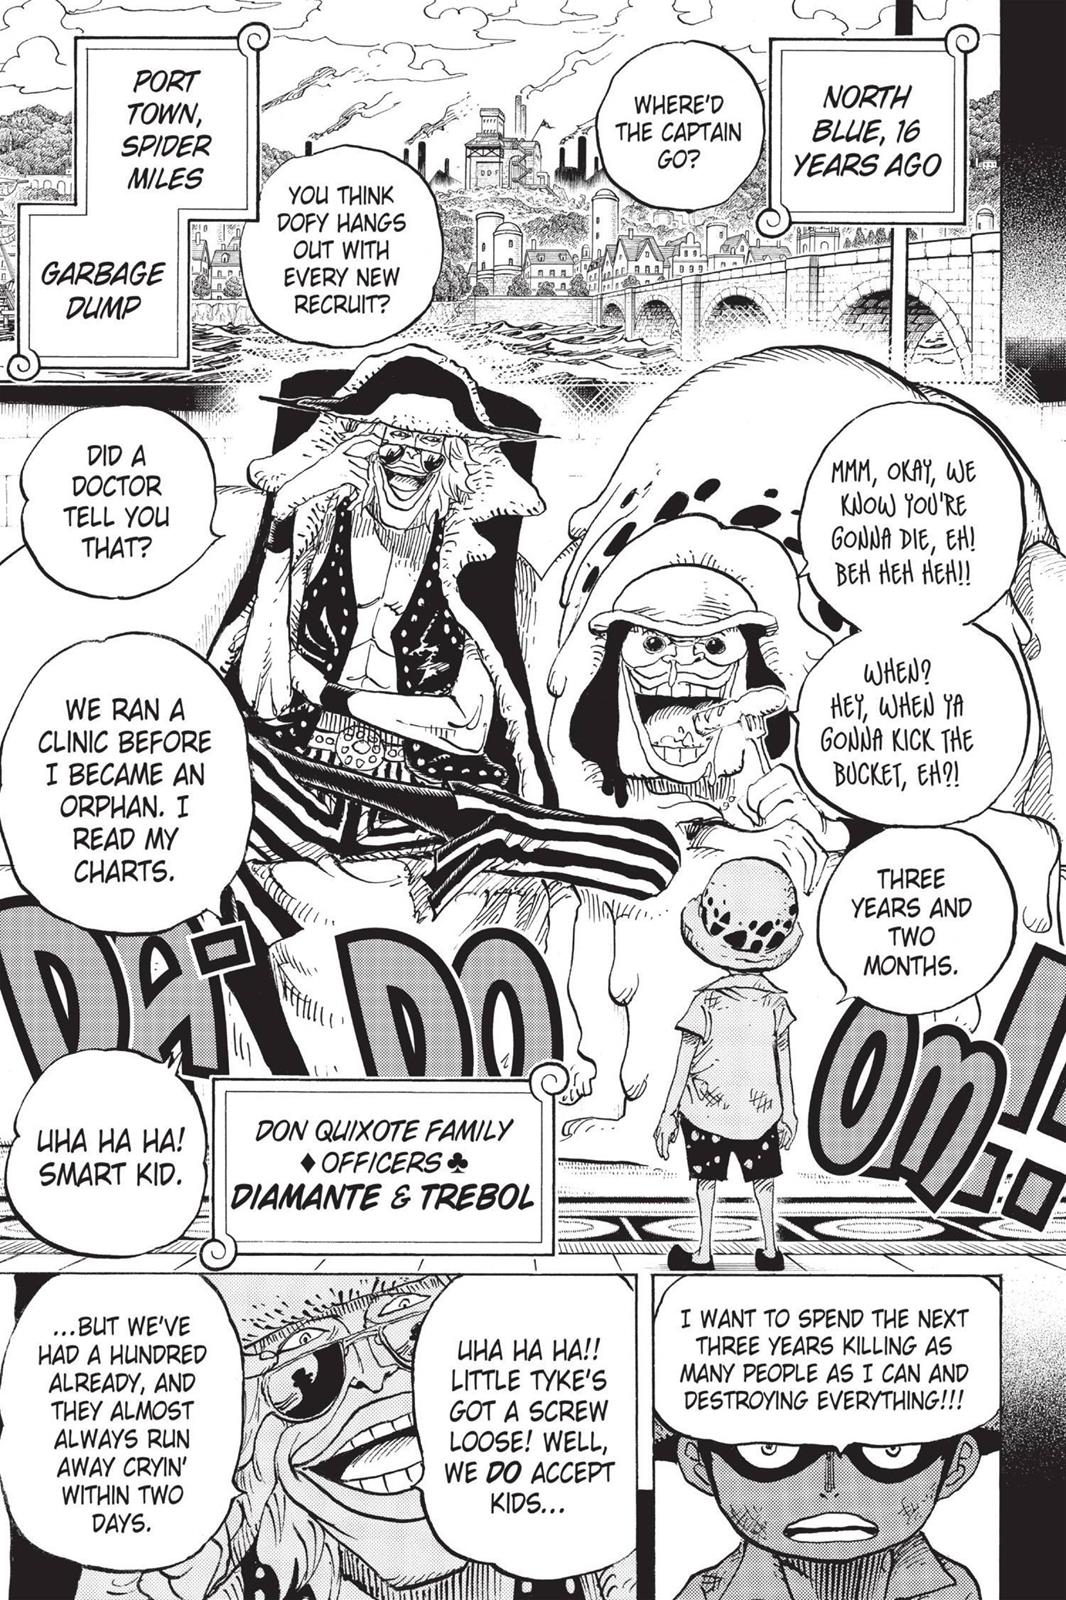 NORTH
BLUE, 16
YEARS AGO
WHERE'D
THE CAPTAIN
GO?
YOU THINK
DOFY HANGS
OUT WITH
EVERY NEW
RECRUIT?
PORT
TOWN,
SPIDER
MILES
GARBAGE
DUMP
MMM, OKAY, WE
KNOW YOU'RE
GONNA DIE, EH!
BEH HEH HEH!!
WHEN?
HEY, WHEN YA
GONNA KICK THE
BUCKET, EH?!
THREE
YEARS AND
TWO
MONTHS.
DID A
DOCTOR
TELL YOU
THAT?
WE RAN A
CLINIC BEFORE
I BECAME AN
ORPHAN. I
READ MY
CHARTS.
DA! DO OM!!
UHA HA HA!
SMART KID.
DON QUIXOTE FAMILY
♦OFFICERS♣
DIAMANTE & TREBOL
I WANT TO SPEND THE NEXT
THREE YEARS KILLING AS
MANY PEOPLE AS I CAN AND
DESTROYING EVERYTHING!!!
UHA HA HA!!
LITTLE TYKE'S
GOT A SCREW
LOOSE! WELL,
WE DO ACCEPT
KIDS...
...BUT WE'VE
HAD A HUNDRED
ALREADY, AND
THEY ALMOST
ALWAYS RUN
AWAY CRYIN'
WITHIN TWO
DAYS.